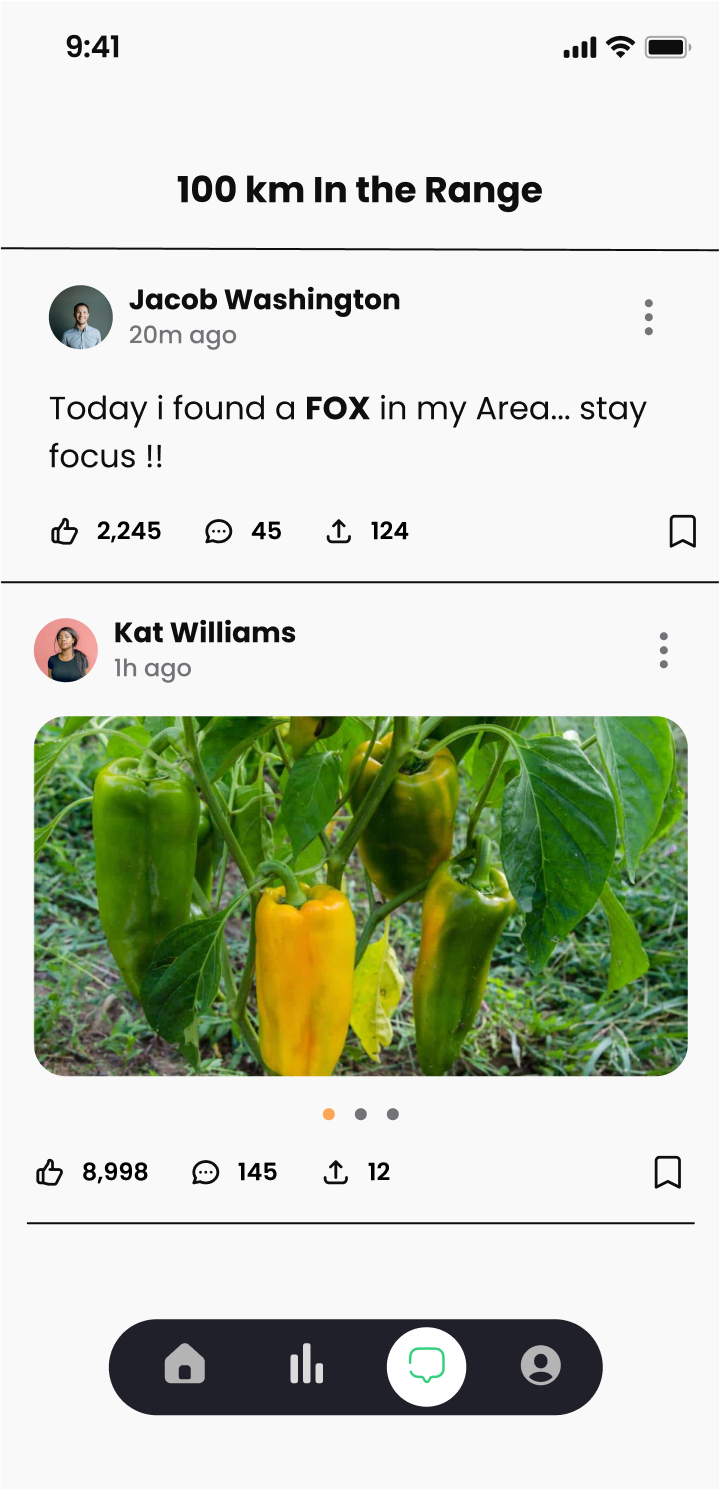 9:41
100 km In the Range
Jacob Washington
20m ago
Today i found a FOX in my Area... stay
focus !!
2,245 45 124
Kat Williams
1h ago
8,998 145 12